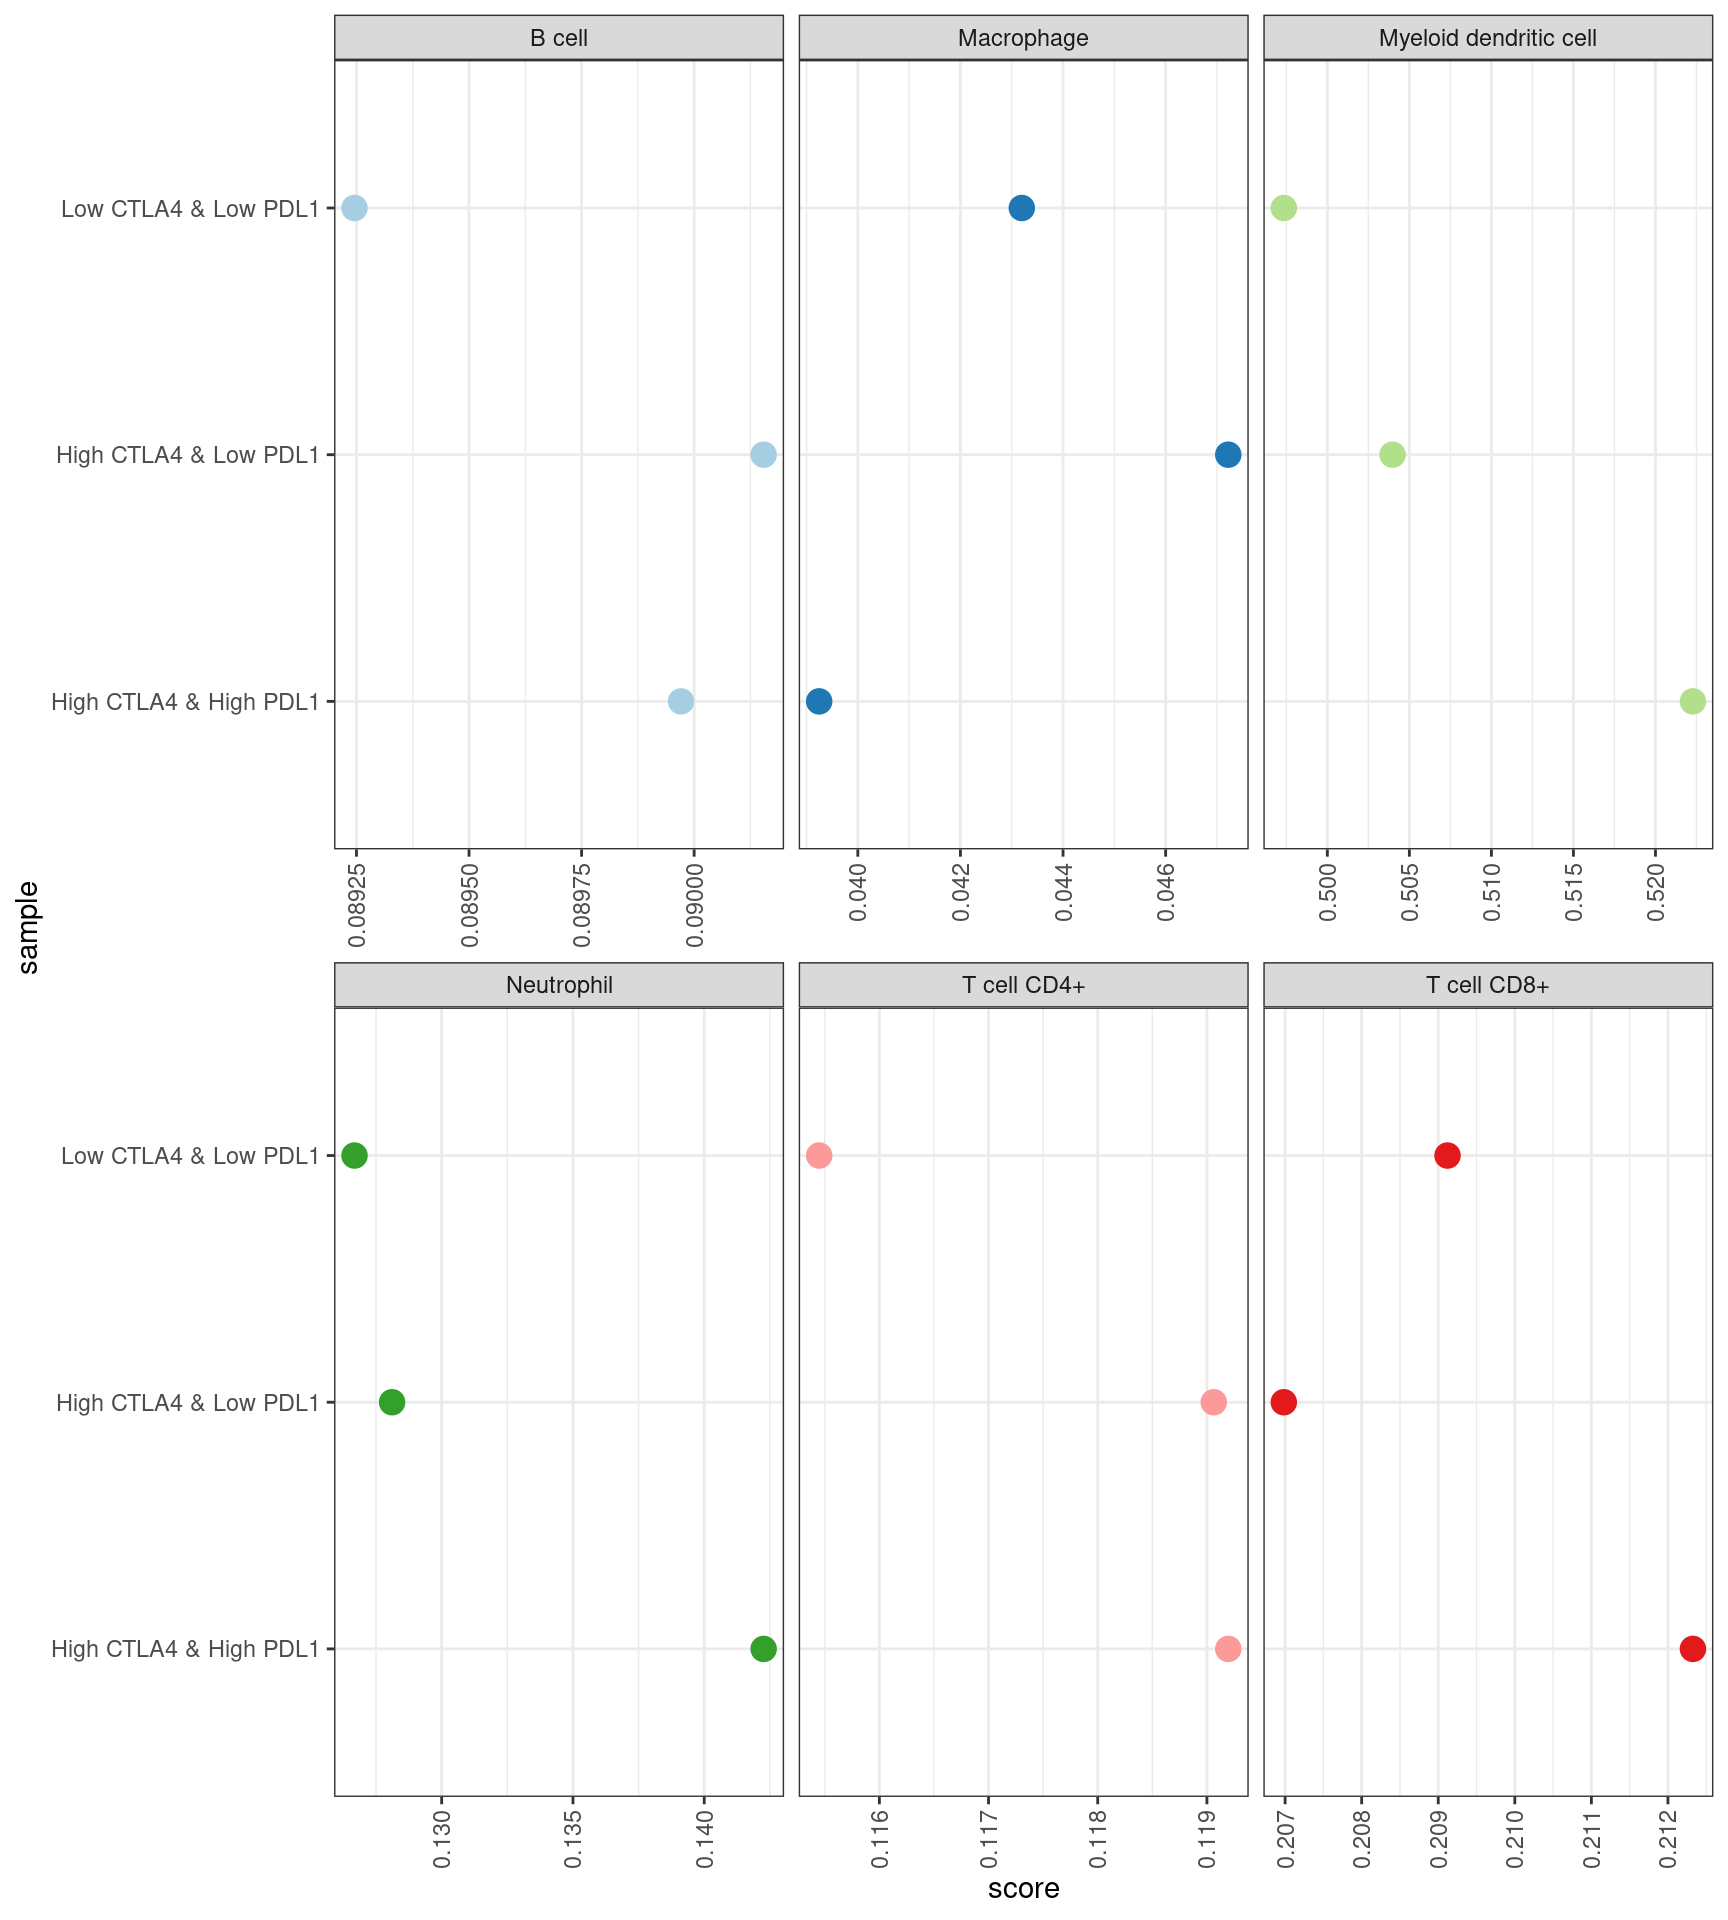 B cell
Macrophage
Myeloid dendritic cell
Low CTLA4 & Low PDL1
High CTLA4 & Low PDL1
High CTLA4 & High PDL1
0.08925 0.08950 0.08975 0.09000
0.040 0.042 0.044 0.046
0.500 0.505 0.510 0.515 0.520
sample
Neutrophil
T cell CD4+
T cell CD8+
Low CTLA4 & Low PDL1
High CTLA4 & Low PDL1
High CTLA4 & High PDL1
0.130 0.135 0.140
0.116 0.117 0.118 0.119
0.207 0.208 0.209 0.210 0.211 0.212
score